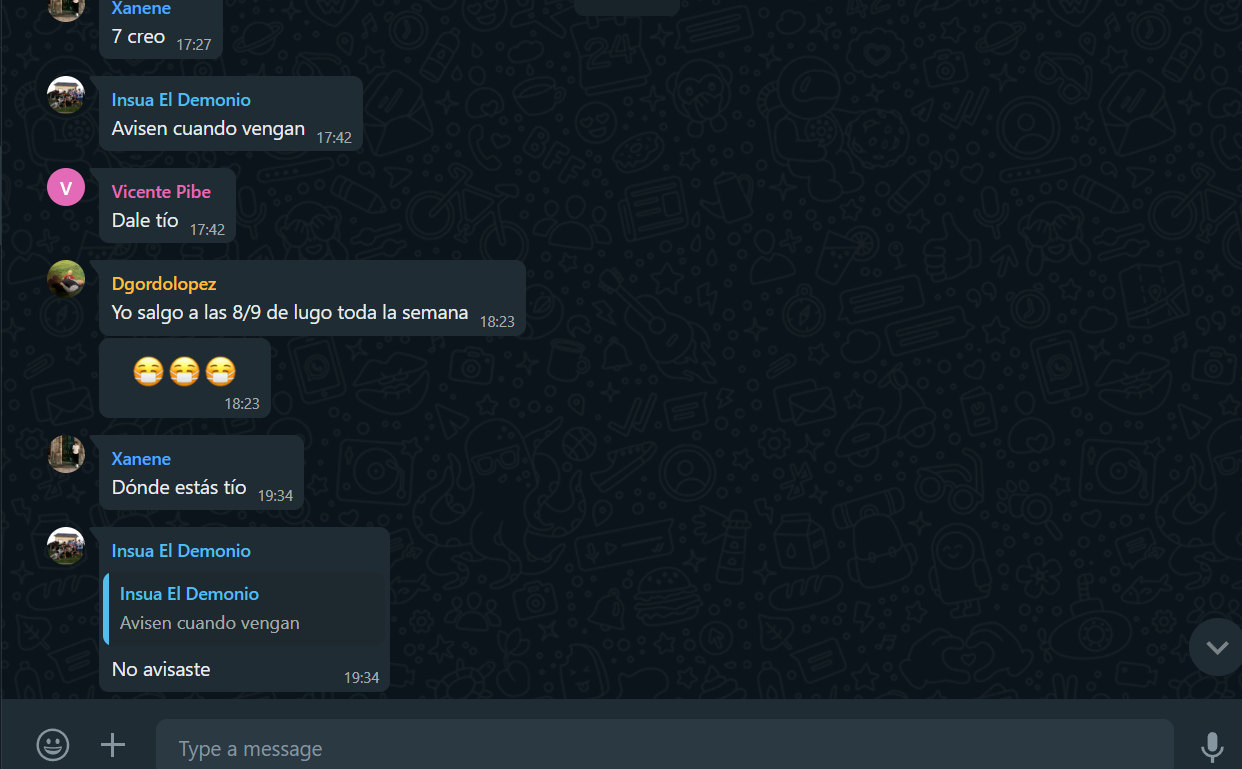 Xanene
7 creo 17:27
Insua El Demonio
Avisen cuando vengan 17:42
V
Vicente Pibe
Dale tío 17:42
Dgordolopez
Yo salgo a las 8/9 de lugo toda la semana 18:23
18:23
Xanene
Dónde estás tío 19:34
Insua El Demonio
Insua El Demonio
Avisen cuando vengan
No avisaste 19:34
Type a message